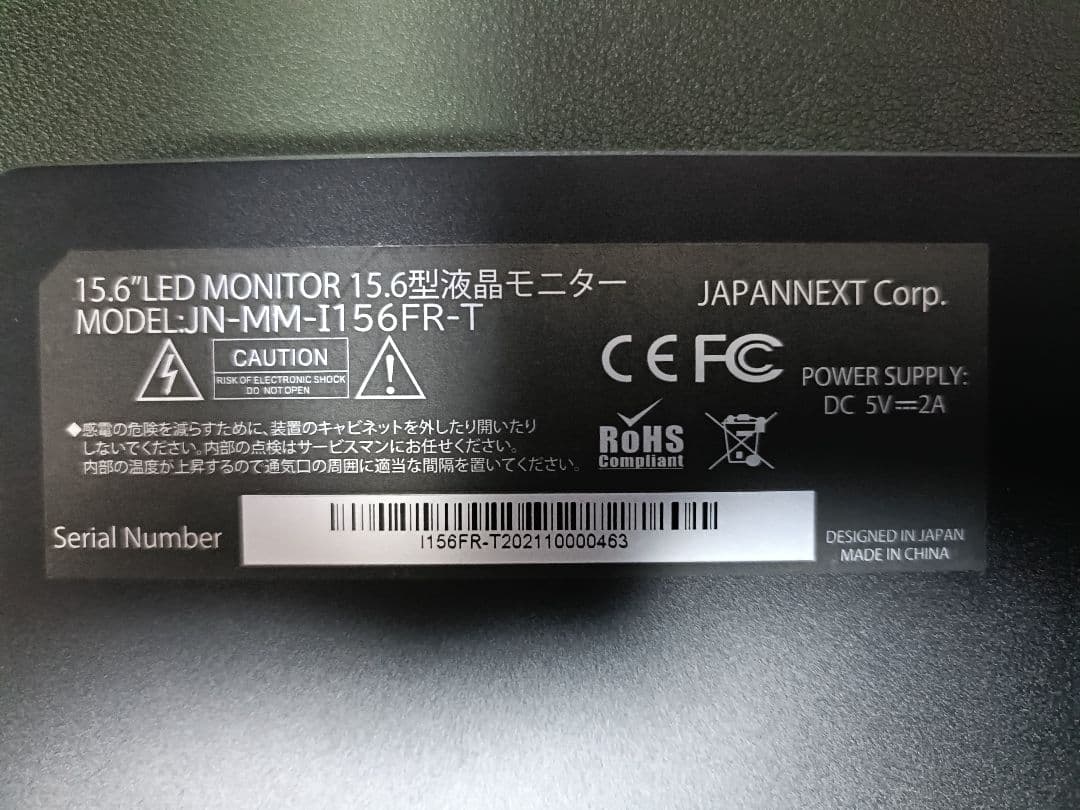 15.6"LED MONITOR 15.6型液晶モニター
MODEL:JN-MM-I156FR-T
JAPANNEXT Corp.
CAUTION
RISK OF ELECTRONIC SHOCK
DO NOT OPEN
CE FC
POWER SUPPLY:
DC 5V⎓2A
◆感電の危険を減らすために、装置のキャビネットを外したり開いたり
しないでください。内部の点検はサービスマンにお任せください。
内部の温度が上昇するので通気口の周囲に適当な間隔を置いてください。
RoHS
Compliant
Serial Number
I156FR-T202110000463
DESIGNED IN JAPAN
MADE IN CHINA